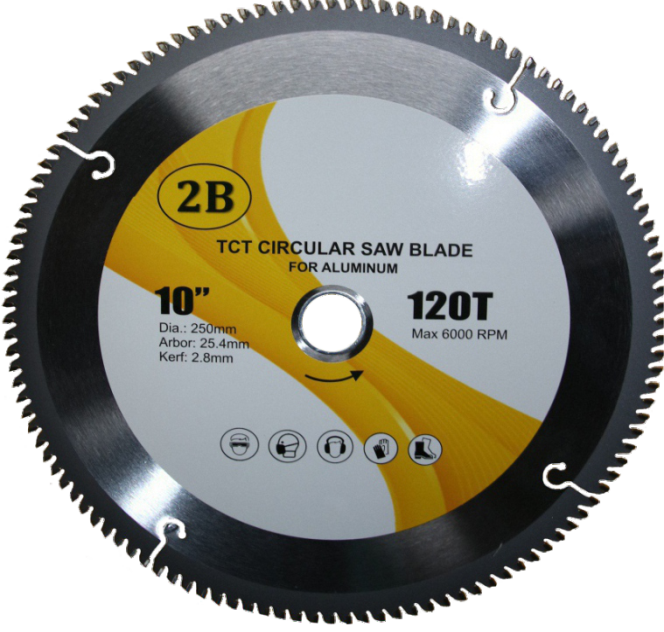 2B
TCT CIRCULAR SAW BLADE
FOR ALUMINUM
10”
Dia.: 250mm
Arbor: 25.4mm
Kerf: 2.8mm
120T
Max 6000 RPM